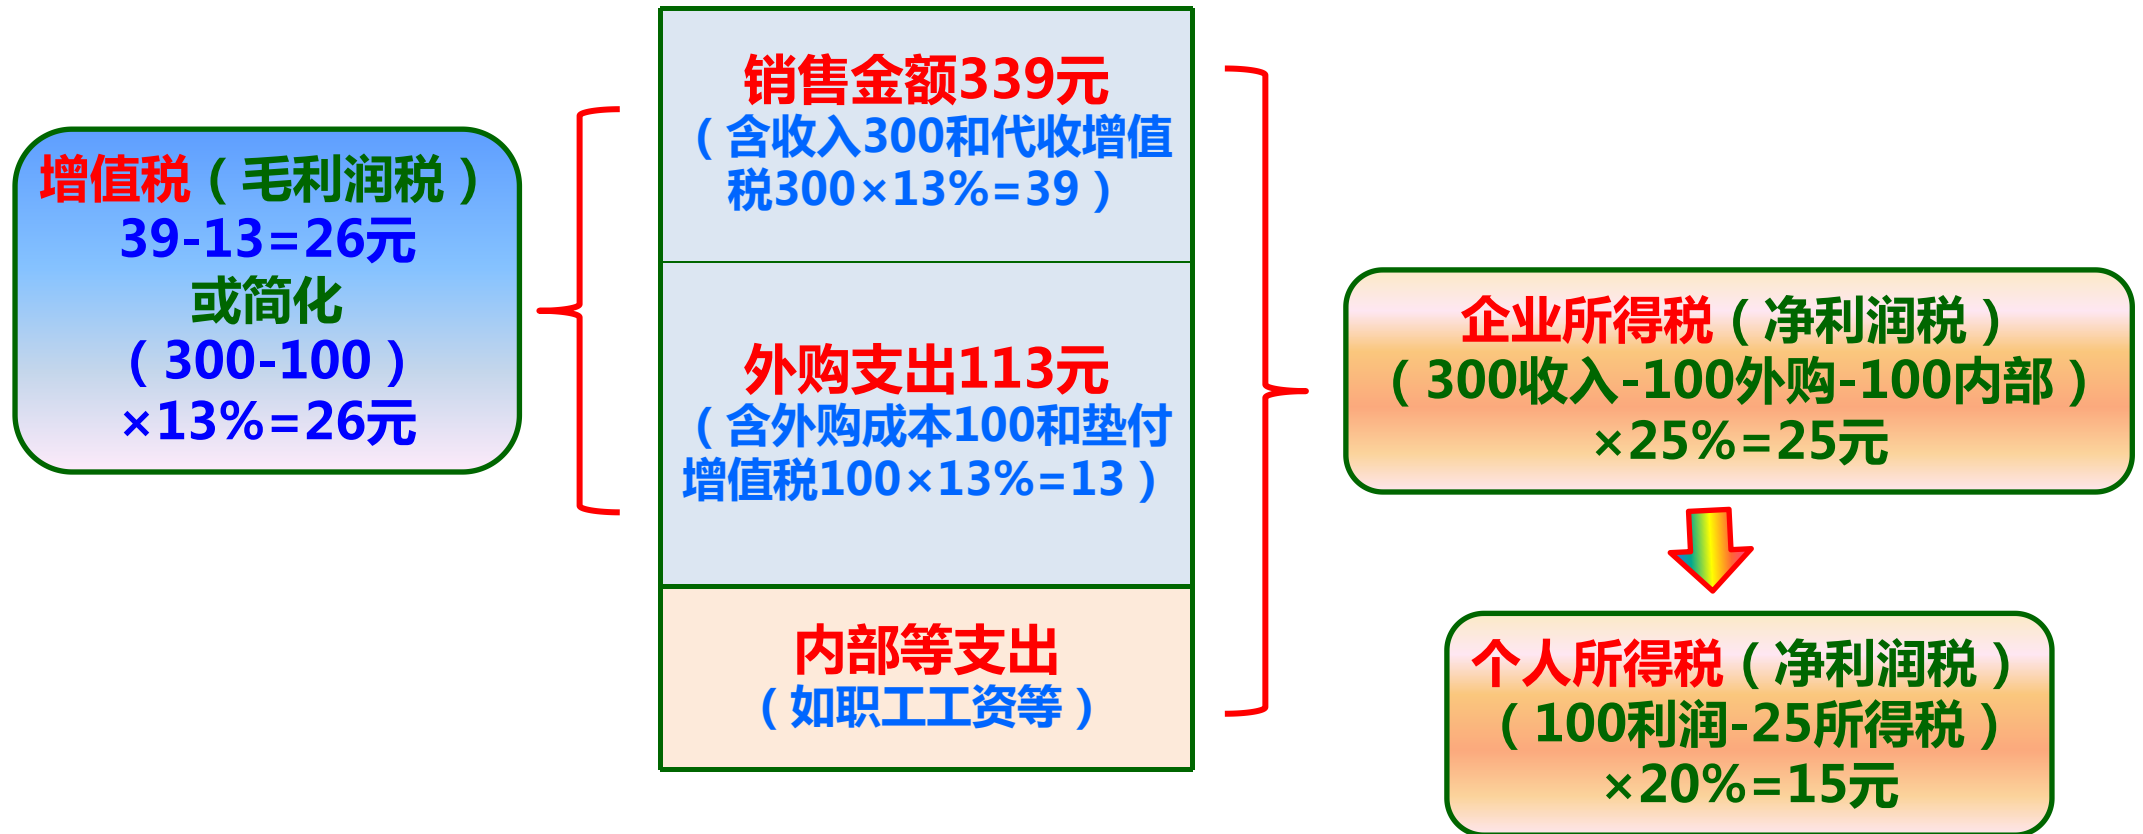 增值税（毛利润税）
39-13=26元
或简化
（300-100）
×13%=26元
销售金额339元
（含收入300和代收增值
税300×13%=39）
外购支出113元
（含外购成本100和垫付
增值税100×13%=13）
内部等支出
（如职工工资等）
企业所得税（净利润税）
（300收入-100外购-100内部）
×25%=25元
个人所得税（净利润税）
（100利润-25所得税）
×20%=15元